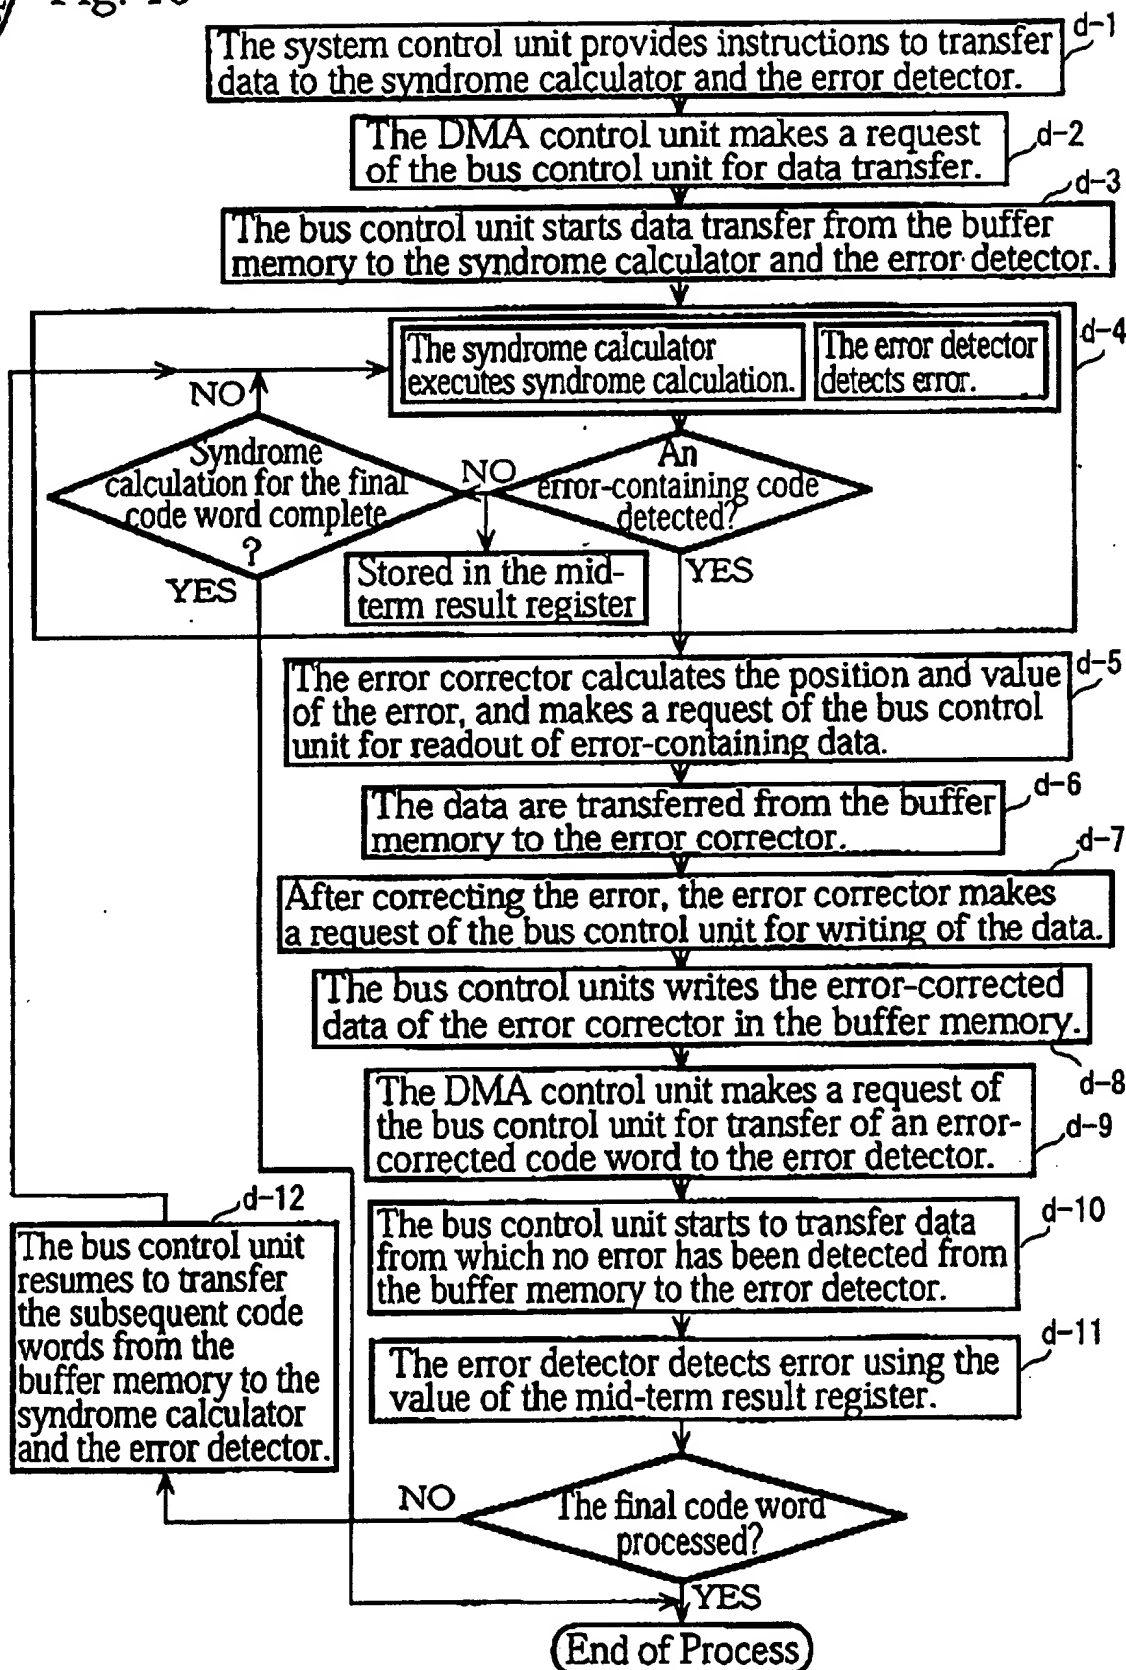 Fig. 10
d-1
The system control unit provides instructions to transfer
data to the syndrome calculator and the error detector.
d-2
The DMA control unit makes a request
of the bus control unit for data transfer.
d-3
The bus control unit starts data transfer from the buffer
memory to the syndrome calculator and the error detector.
d-4
The syndrome calculator
executes syndrome calculation.
The error detector
detects error.
NO
Syndrome
calculation for the final
code word complete
?
NO
An
error-containing code
detected?
YES
Stored in the mid-
term result register
YES
d-5
The error corrector calculates the position and value
of the error, and makes a request of the bus control
unit for readout of error-containing data.
d-6
The data are transferred from the buffer
memory to the error corrector.
d-7
After correcting the error, the error corrector makes
a request of the bus control unit for writing of the data.
The bus control units writes the error-corrected
data of the error corrector in the buffer memory.
d-8
The DMA control unit makes a request of
the bus control unit for transfer of an error-
corrected code word to the error detector.
d-9
d-10
The bus control unit starts to transfer data
from which no error has been detected from
the buffer memory to the error detector.
d-11
The error detector detects error using the
value of the mid-term result register.
d-12
The bus control unit
resumes to transfer
the subsequent code
words from the
buffer memory to the
syndrome calculator
and the error detector.
NO
The final code word
processed?
YES
End of Process